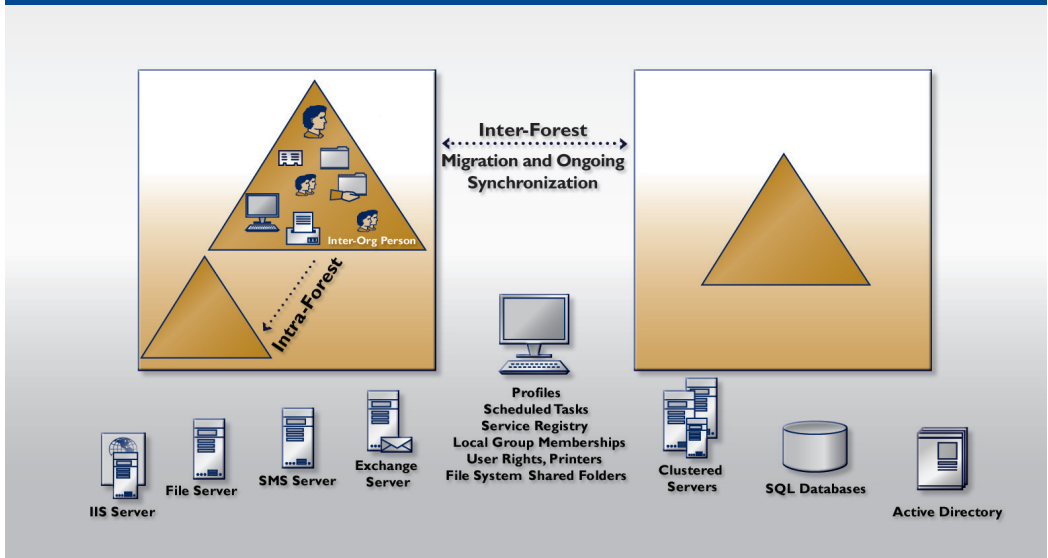 Inter-Forest
Migration and Ongoing
Synchronization
Inter-Org Person
Intra-Forest
Profiles
Scheduled Tasks
Service Registry
Local Group Memberships
User Rights, Printers
File System Shared Folders
IIS Server
File Server
SMS Server
Exchange
Server
Clustered
Servers
SQL Databases
Active Directory